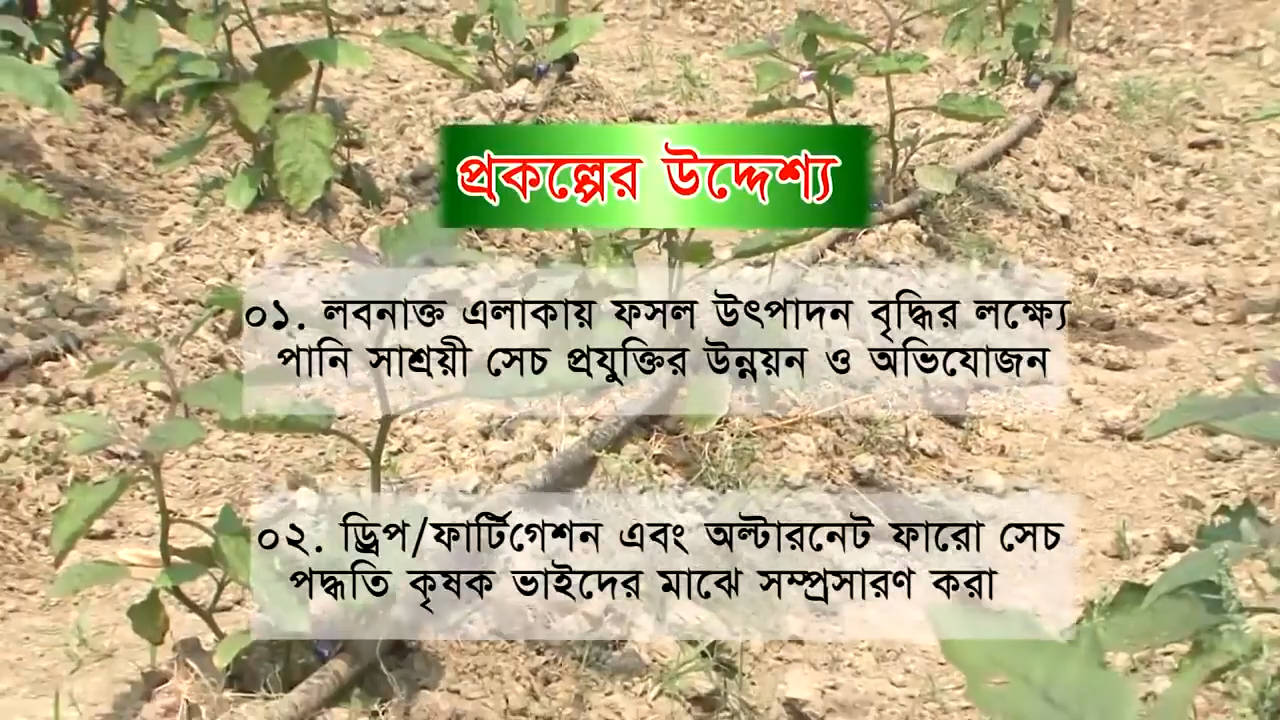 প্রকল্পের উদ্দেশ্য
০১. লবনাক্ত এলাকায় ফসল উৎপাদন বৃদ্ধির লক্ষ্যে
পানি সাশ্রয়ী সেচ প্রযুক্তির উন্নয়ন ও অভিযোজন
০২. ড্রিপ/ফার্টিগেশন এবং অল্টারনেট ফারো সেচ
পদ্ধতি কৃষক ভাইদের মাঝে সম্প্রসারণ করা